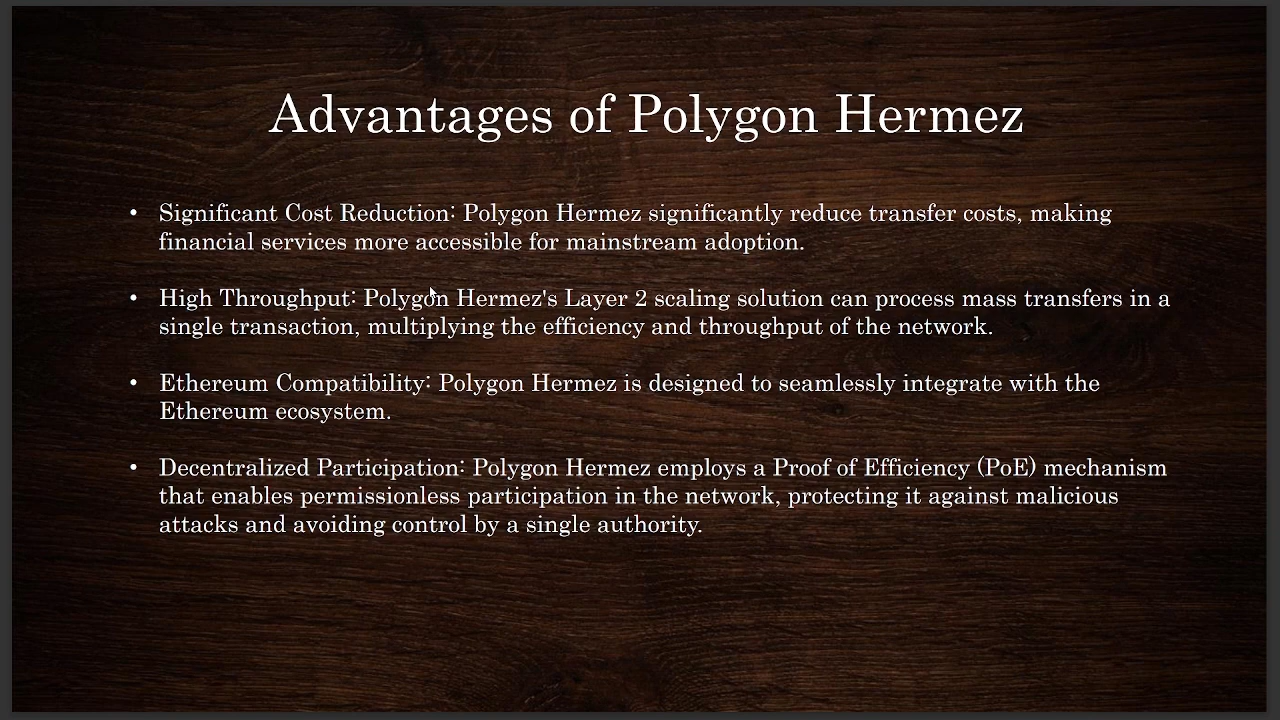 Advantages of Polygon Hermez
• Significant Cost Reduction: Polygon Hermez significantly reduce transfer costs, making
financial services more accessible for mainstream adoption.
• High Throughput: Polygon Hermez's Layer 2 scaling solution can process mass transfers in a
single transaction, multiplying the efficiency and throughput of the network.
• Ethereum Compatibility: Polygon Hermez is designed to seamlessly integrate with the
Ethereum ecosystem.
• Decentralized Participation: Polygon Hermez employs a Proof of Efficiency (PoE) mechanism
that enables permissionless participation in the network, protecting it against malicious
attacks and avoiding control by a single authority.